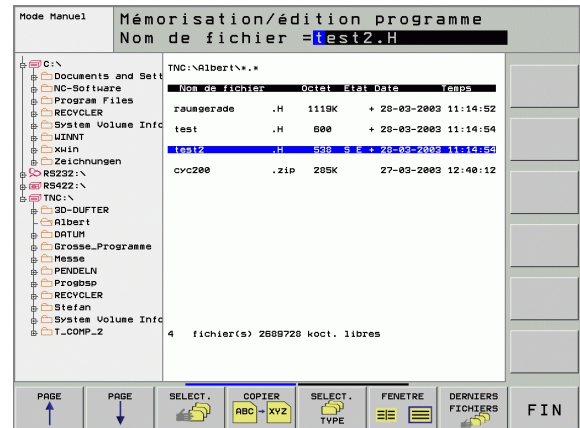 Mode Manuel
Mémorisation/édition programme
Nom de fichier =test2.H
C:\
Documents and Sett
NC-Software
Program Files
RECYCLER
System Volume Info
WINNT
xwin
Zeichnungen
RS232:\
RS422:\
TNC:\
3D-DUFTER
Albert
DATUM
Grosse_Programme
Messe
PENDELN
Progbsp
RECYCLER
Stefan
System Volume Info
T_COMP_2
TNC:\Albert\*.*
Nom de fichier Octet Etat Date Temps
raumgerade .H 1119K + 28-03-2003 11:14:52
test .H 600 + 28-03-2003 11:14:54
test2 .H 538 S E + 28-03-2003 11:14:54
cyc200 .zip 285K 27-03-2003 12:40:12
4 fichier(s) 2689728 koct. libres
PAGE
PAGE
SELECT.
COPIER
ABC XYZ
SELECT.
TYPE
FENETRE
DERNIERS
FICHIERS
FIN